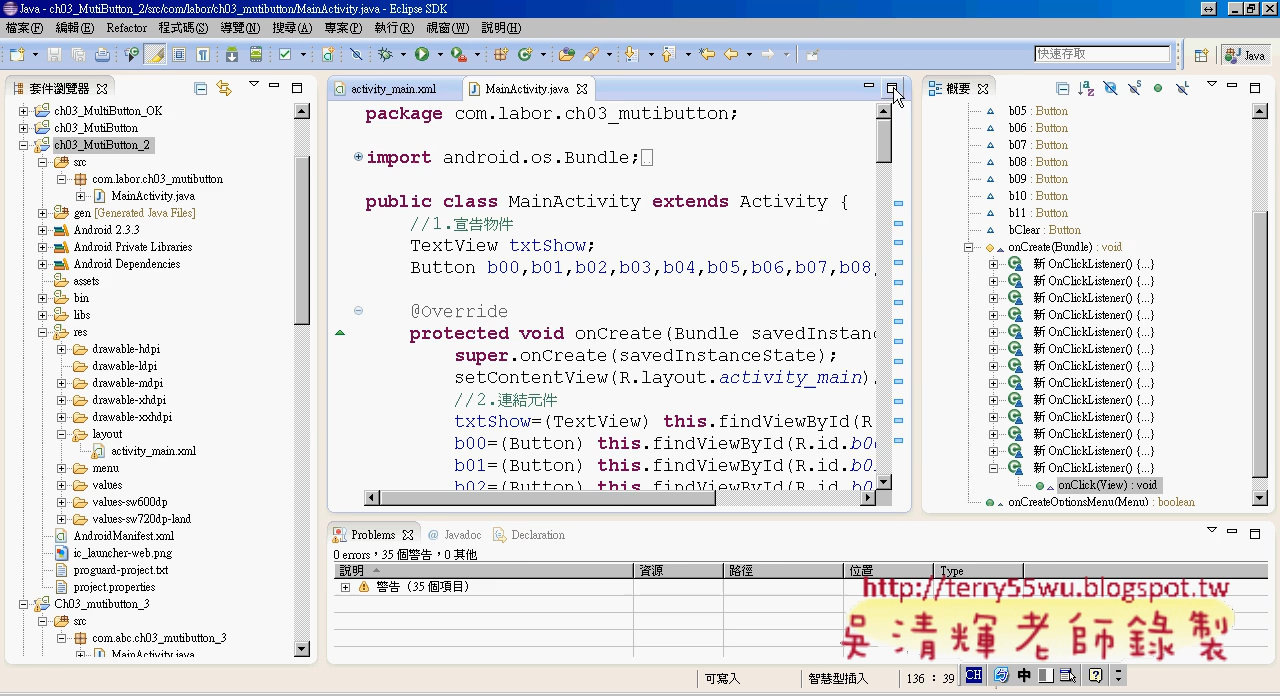 Java - ch03_MutiButton_2/src/com/labor/ch03_mutibutton/MainActivity.java - Eclipse SDK
檔案(F) 編輯(E) Refactor 程式碼(S) 導覽(N) 搜尋(A) 專案(P) 執行(R) 視窗(W) 說明(H)
快速存取
Java
套件瀏覽器
ch03_MultiButton_OK
ch03_MutiButton
ch03_MutiButton_2
src
com.labor.ch03_mutibutton
MainActivity.java
gen [Generated Java Files]
Android 2.3.3
Android Private Libraries
Android Dependencies
assets
bin
libs
res
drawable-hdpi
drawable-ldpi
drawable-mdpi
drawable-xhdpi
drawable-xxhdpi
layout
activity_main.xml
menu
values
values-sw600dp
values-sw720dp-land
AndroidManifest.xml
ic_launcher-web.png
proguard-project.txt
project.properties
Ch03_mutibutton_3
src
com.abc.ch03_mutibutton_3
MainActivity.java
activity_main.xml
MainActivity.java
package com.labor.ch03_mutibutton;
import android.os.Bundle;
public class MainActivity extends Activity {
//1.宣告物件
TextView txtShow;
Button b00,b01,b02,b03,b04,b05,b06,b07,b08,
@Override
protected void onCreate(Bundle savedInstanc
super.onCreate(savedInstanceState);
setContentView(R.layout.activity_main);
//2.連結元件
txtShow=(TextView) this.findViewById(R
b00=(Button) this.findViewById(R.id.b00
b01=(Button) this.findViewById(R.id.b0
b02=(Button) this.findViewById(R.id.b0
概要
b05 : Button
b06 : Button
b07 : Button
b08 : Button
b09 : Button
b10 : Button
b11 : Button
bClear : Button
onCreate(Bundle) : void
新 OnClickListener() {...}
新 OnClickListener() {...}
新 OnClickListener() {...}
新 OnClickListener() {...}
新 OnClickListener() {...}
新 OnClickListener() {...}
新 OnClickListener() {...}
新 OnClickListener() {...}
新 OnClickListener() {...}
新 OnClickListener() {...}
新 OnClickListener() {...}
新 OnClickListener() {...}
新 OnClickListener() {...}
onClick(View) : void
onCreateOptionsMenu(Menu) : boolean
Problems @ Javadoc Declaration
0 errors，35 個警告，0 其他
說明 資源 路徑 位置 Type
警告 (35 個項目)
http://terry55wu.blogspot.tw
吳清輝老師錄製
可寫入 智慧型插入 136 : 39 CH 中